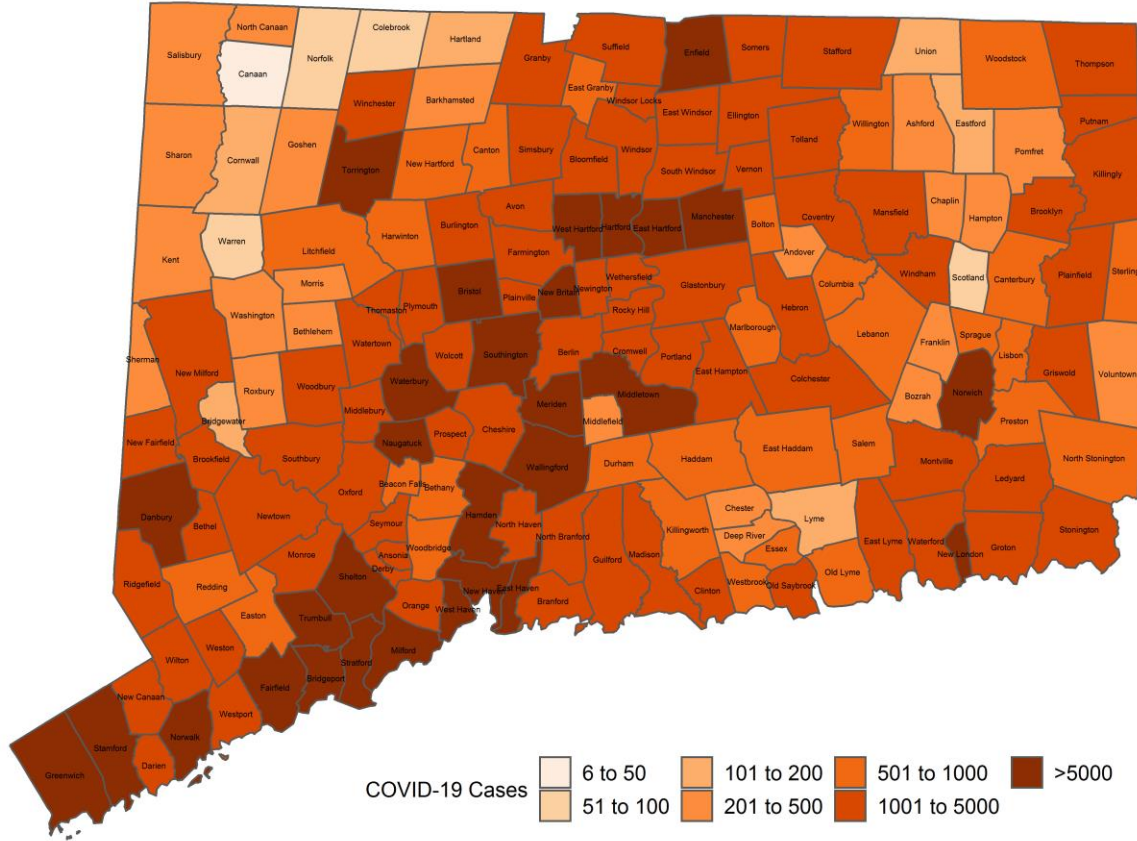 North Canaan
Colebrook
Hartland
Salisbury
Canaan
Norfolk
Granby
Suffield
Enfield
Somers
Stafford
Union
Woodstock
Thompson
East Granby
Windsor Locks
Winchester
Barkhamsted
East Windsor
Ellington
Willington
Ashford
Eastford
Putnam
Sharon
Cornwall
Goshen
Torrington
New Hartford
Canton
Simsbury
Bloomfield
Windsor
Tolland
Pomfret
Killingly
South Windsor
Vernon
Avon
West Hartford
Hartford
East Hartford
Manchester
Bolton
Coventry
Mansfield
Chaplin
Hampton
Brooklyn
Kent
Warren
Litchfield
Harwinton
Burlington
Farmington
Andover
Windham
Scotland
Canterbury
Plainfield
Sterling
Morris
Bristol
Plainville
New Britain
Newington
Wethersfield
Glastonbury
Hebron
Columbia
Washington
Bethlehem
Thomaston
Plymouth
Rocky Hill
Marlborough
Lebanon
Franklin
Sprague
Lisbon
Sherman
New Milford
Roxbury
Woodbury
Watertown
Wolcott
Southington
Berlin
Cromwell
Portland
East Hampton
Colchester
Bozrah
Norwich
Griswold
Voluntown
Bridgewater
Middlebury
Waterbury
Meriden
Middletown
Middlefield
Preston
New Fairfield
Brookfield
Southbury
Naugatuck
Prospect
Cheshire
Wallingford
Durham
Haddam
East Haddam
Salem
Montville
North Stonington
Danbury
Bethel
Newtown
Oxford
Beacon Falls
Bethany
Hamden
North Haven
North Branford
Guilford
Madison
Killingworth
Chester
Deep River
Lyme
East Lyme
Waterford
New London
Ledyard
Groton
Stonington
Ridgefield
Redding
Monroe
Seymour
Ansonia
Derby
Woodbridge
Essex
Easton
Shelton
Orange
West Haven
New Haven
East Haven
Branford
Clinton
Westbrook
Old Saybrook
Old Lyme
Wilton
Weston
Trumbull
Stratford
Milford
New Canaan
Westport
Fairfield
Bridgeport
Greenwich
Stamford
Darien
Norwalk
COVID-19 Cases
6 to 50
51 to 100
101 to 200
201 to 500
501 to 1000
1001 to 5000
>5000